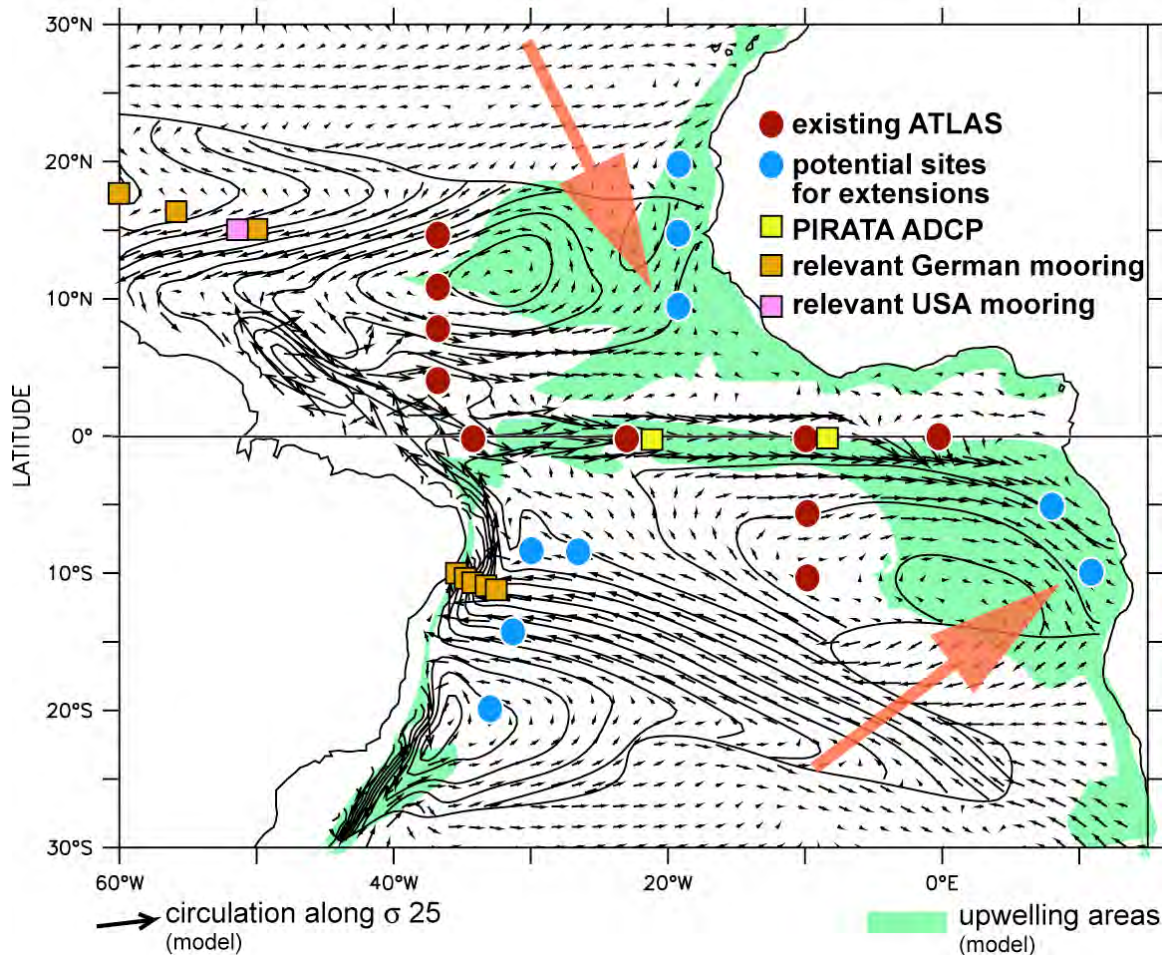 30°N
20°N
10°N
0°
10°S
20°S
30°S
LATITUDE
existing ATLAS
potential sites
for extensions
PIRATA ADCP
relevant German mooring
relevant USA mooring
60°W
40°W
20°W
0°E
circulation along σ 25
(model)
upwelling areas
(model)